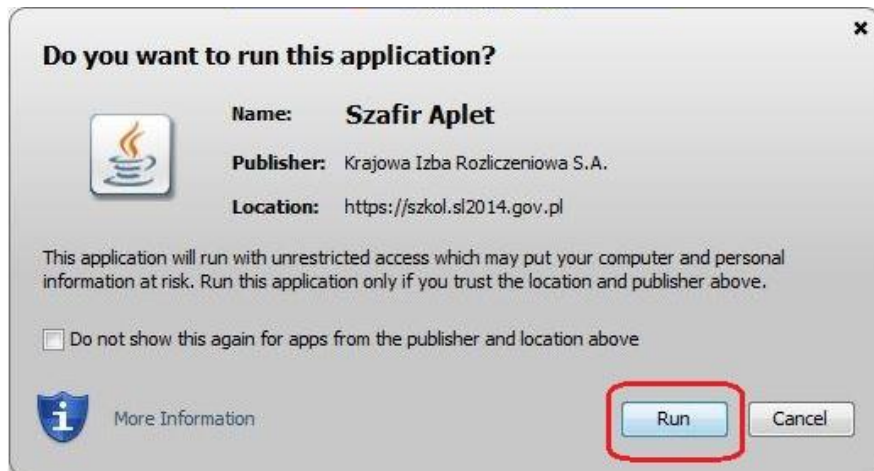 Do you want to run this application?
Name: Szafir Aplet
Publisher: Krajowa Izba Rozliczeniowa S.A.
Location: https://szkol.sl2014.gov.pl
This application will run with unrestricted access which may put your computer and personal
information at risk. Run this application only if you trust the location and publisher above.
Do not show this again for apps from the publisher and location above
More Information Run Cancel